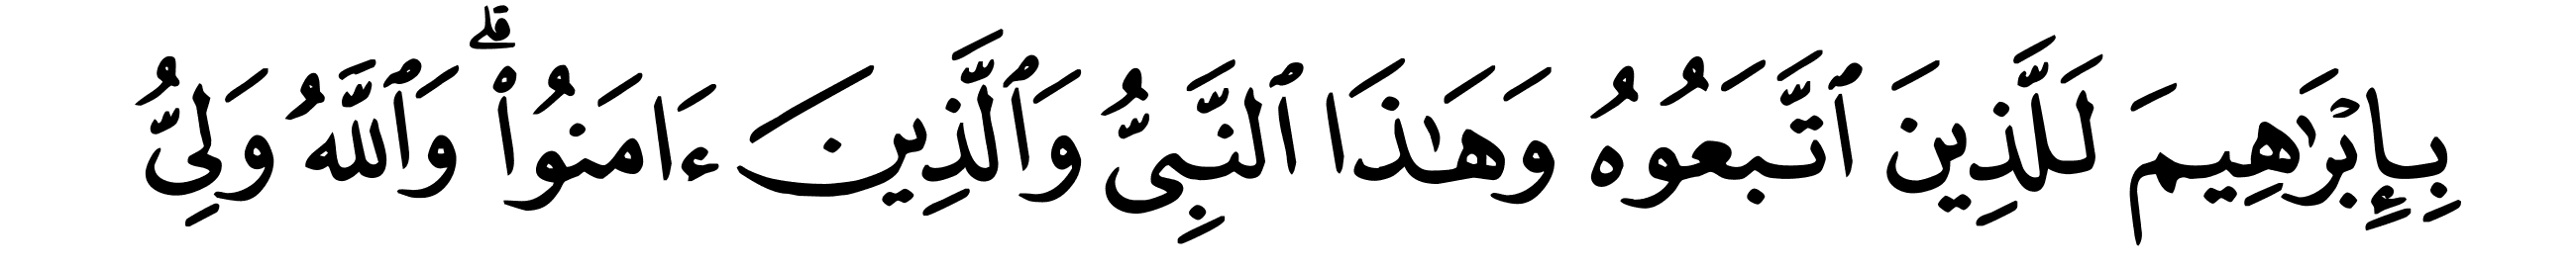 بِإِبْرَٰهِيمَ لَلَّذِينَ ٱتَّبَعُوهُ وَهَـٰذَا ٱلنَّبِىُّ وَٱلَّذِينَ ءَامَنُوا۟ ۗ وَٱللَّهُ وَلِىُّ